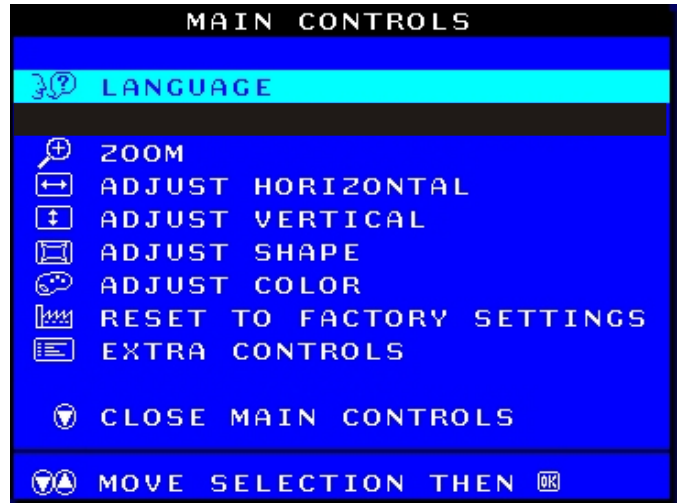 MAIN CONTROLS
LANGUAGE
ZOOM
ADJUST HORIZONTAL
ADJUST VERTICAL
ADJUST SHAPE
ADJUST COLOR
RESET TO FACTORY SETTINGS
EXTRA CONTROLS
CLOSE MAIN CONTROLS
MOVE SELECTION THEN OK